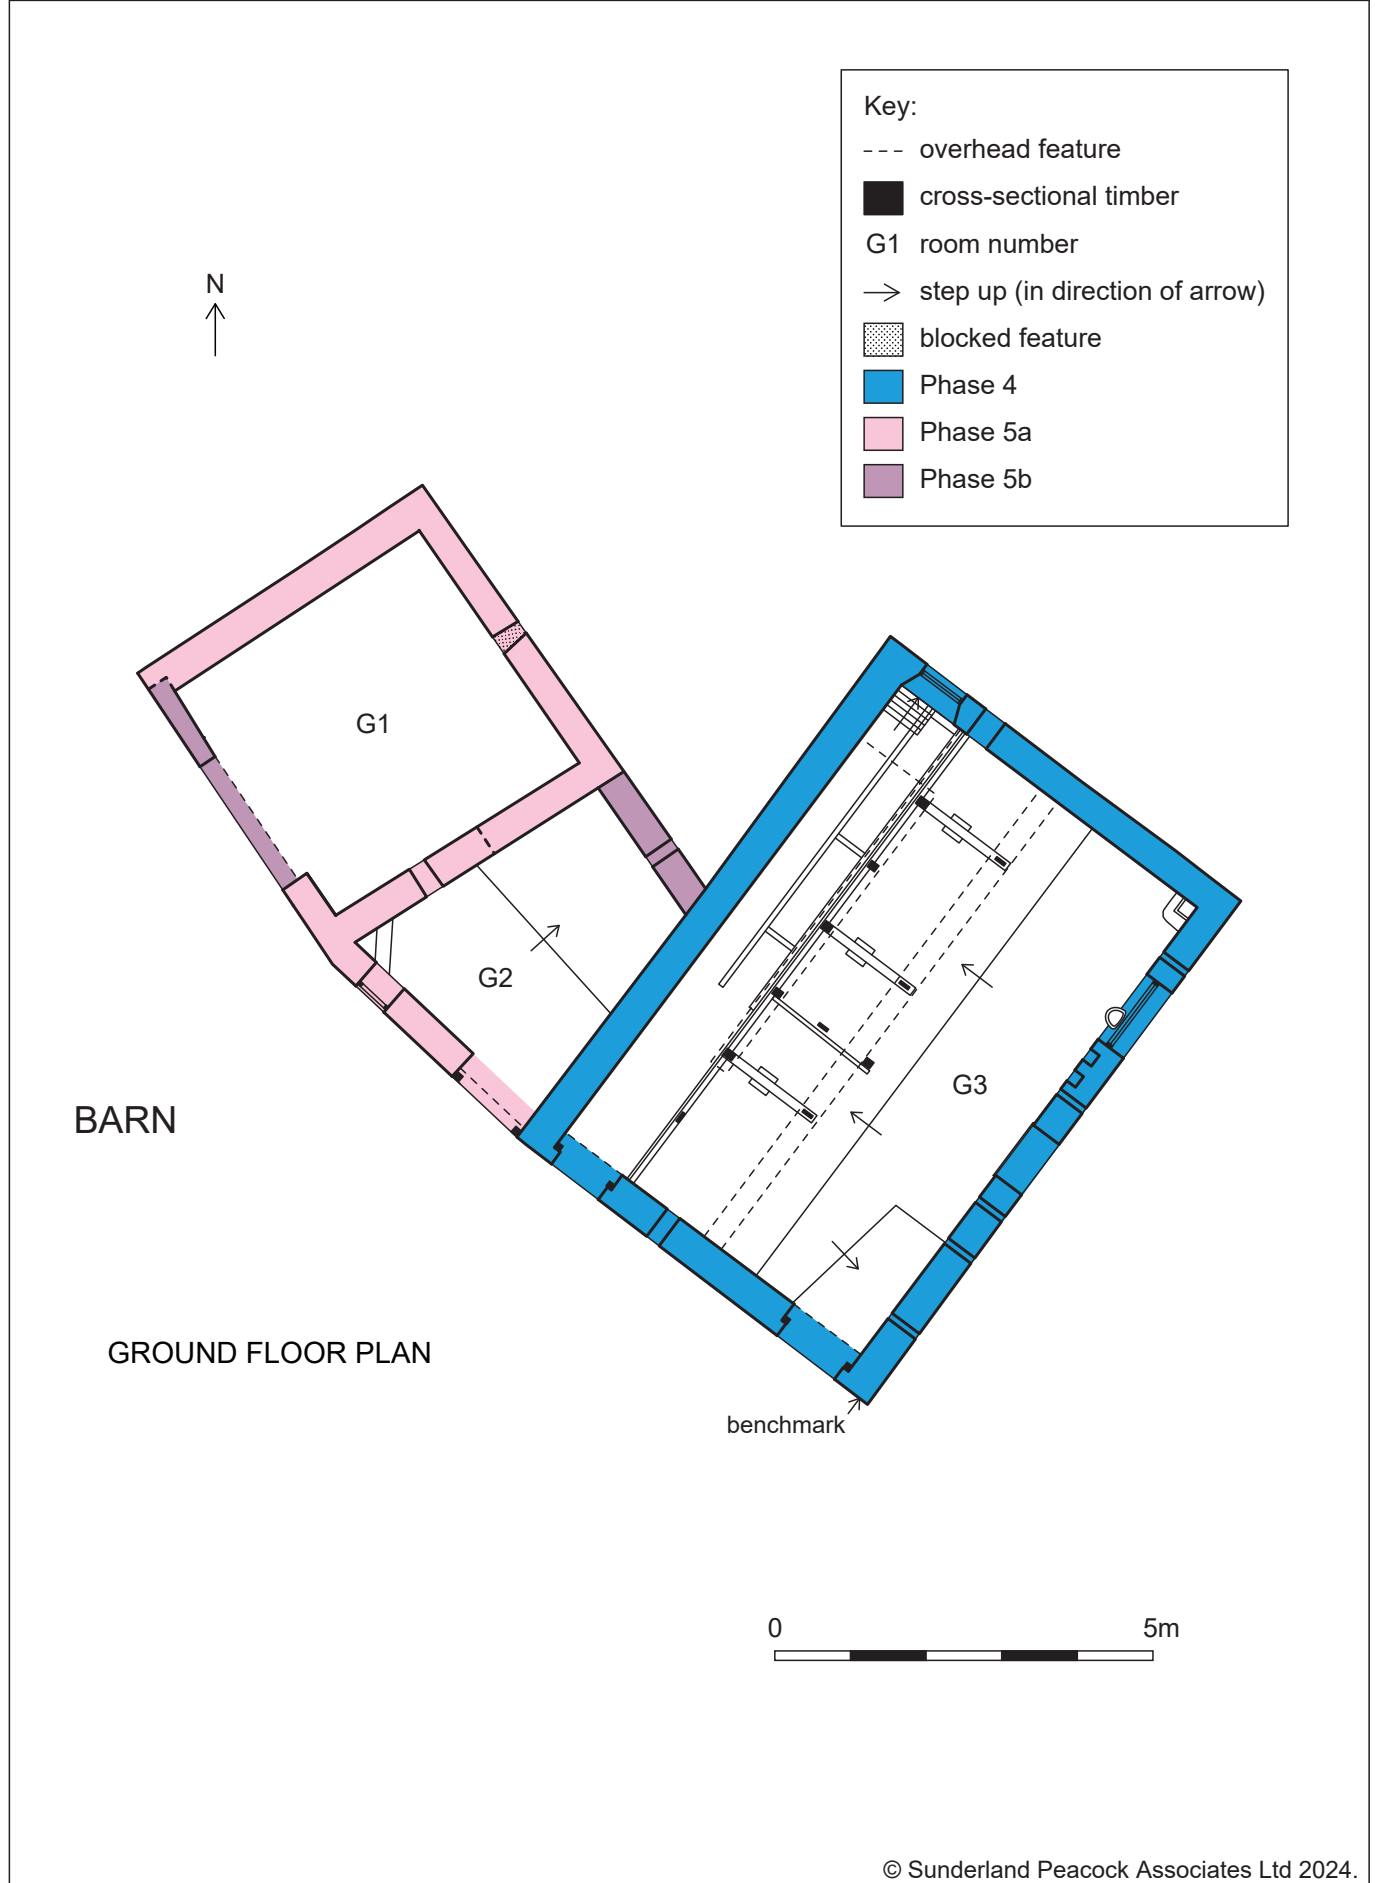 Key:
overhead feature
cross-sectional timber
G1 room number
step up (in direction of arrow)
blocked feature
Phase 4
Phase 5a
Phase 5b
N
G1
G2
G3
BARN
GROUND FLOOR PLAN
benchmark
0 5m
© Sunderland Peacock Associates Ltd 2024.